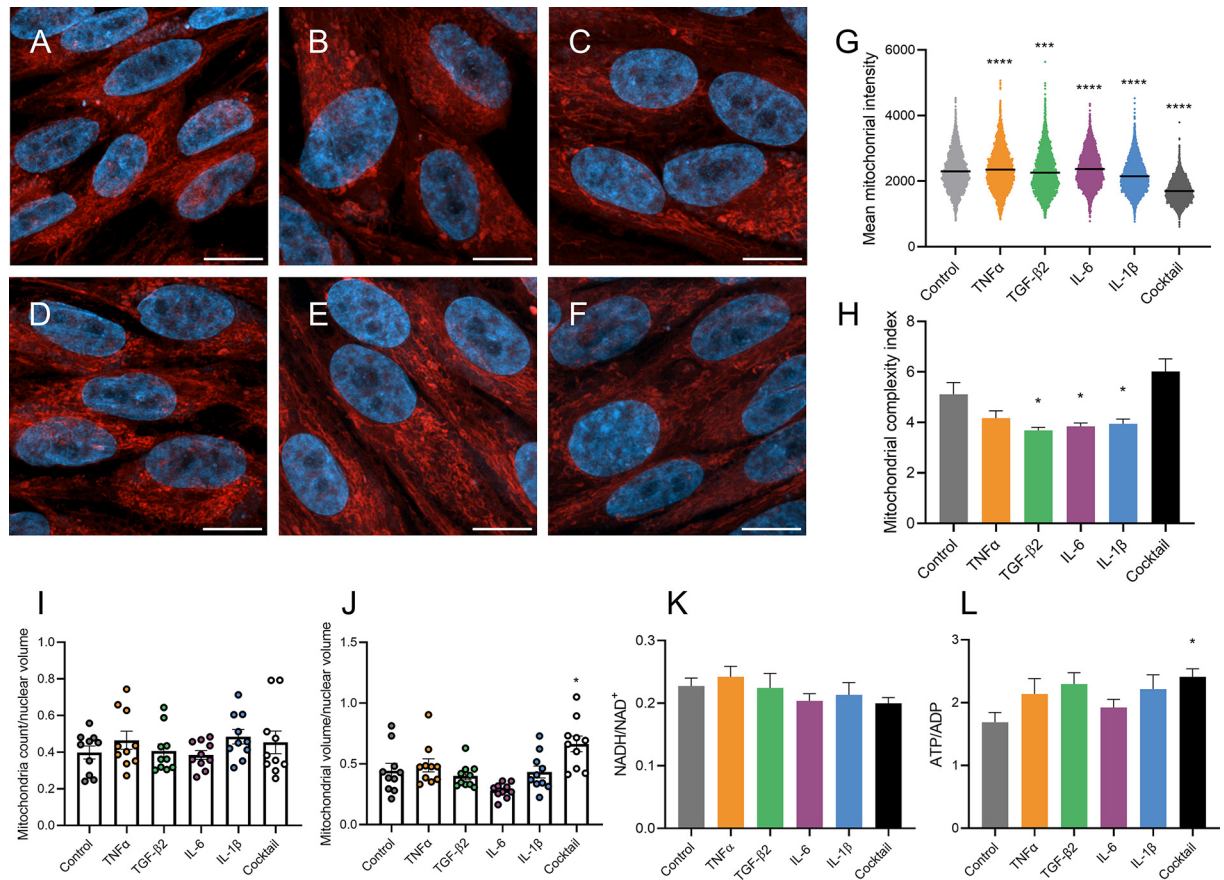 A
B
C
D
E
F
G
Mean mitochonrial intensity
6000
4000
2000
0
****
***
****
****
****
Control
TNFα
TGF-β2
IL-6
IL-1β
Cocktail
H
Mitochondrial complexity index
8
6
4
2
0
*
*
*
Control
TNFα
TGF-β2
IL-6
IL-1β
Cocktail
I
Mitochondria count/nuclear volume
1.0
0.8
0.6
0.4
0.2
0.0
Control
TNFα
TGF-β2
IL-6
IL-1β
Cocktail
J
Mitochondrial volume/nuclear volume
1.5
1.0
0.5
0.0
*
Control
TNFα
TGF-β2
IL-6
IL-1β
Cocktail
K
NADH/NAD⁺
0.3
0.2
0.1
0.0
Control
TNFα
TGF-β2
IL-6
IL-1β
Cocktail
L
ATP/ADP
3
2
1
0
*
Control
TNFα
TGF-β2
IL-6
IL-1β
Cocktail